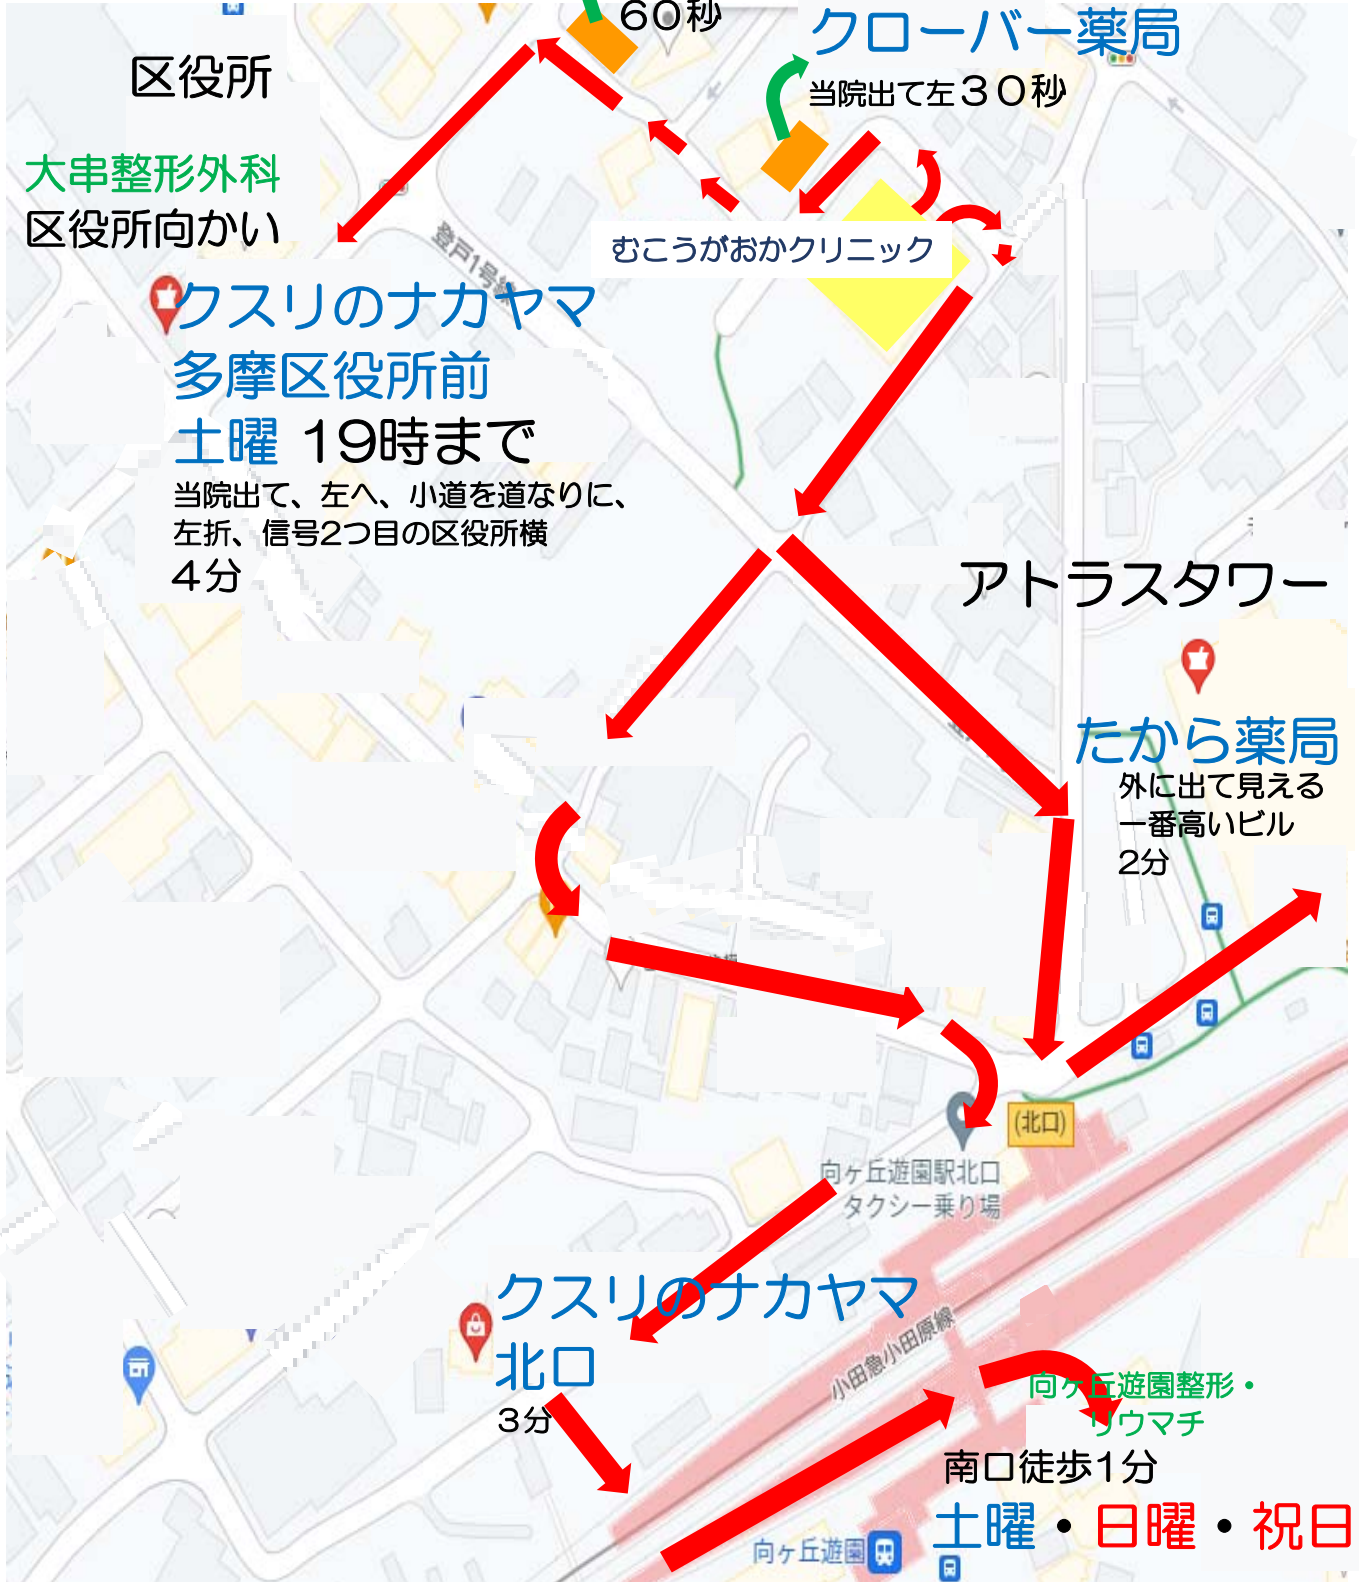 60秒
クローバー薬局
当院出て左30秒
区役所
大串整形外科
区役所向かい
むこうがおかクリニック
登戸1号線
クスリのナカヤマ
多摩区役所前
土曜 19時まで
当院出て、左へ、小道を道なりに、
左折、信号2つ目の区役所横
4分
アトラスタワー
たから薬局
外に出て見える
一番高いビル
2分
(北口)
向ヶ丘遊園駅北口
タクシー乗り場
クスリのナカヤマ
北口
3分
小田急小田原線
向ヶ丘遊園整形・
リウマチ
南口徒歩1分
土曜・日曜・祝日
向ヶ丘遊園